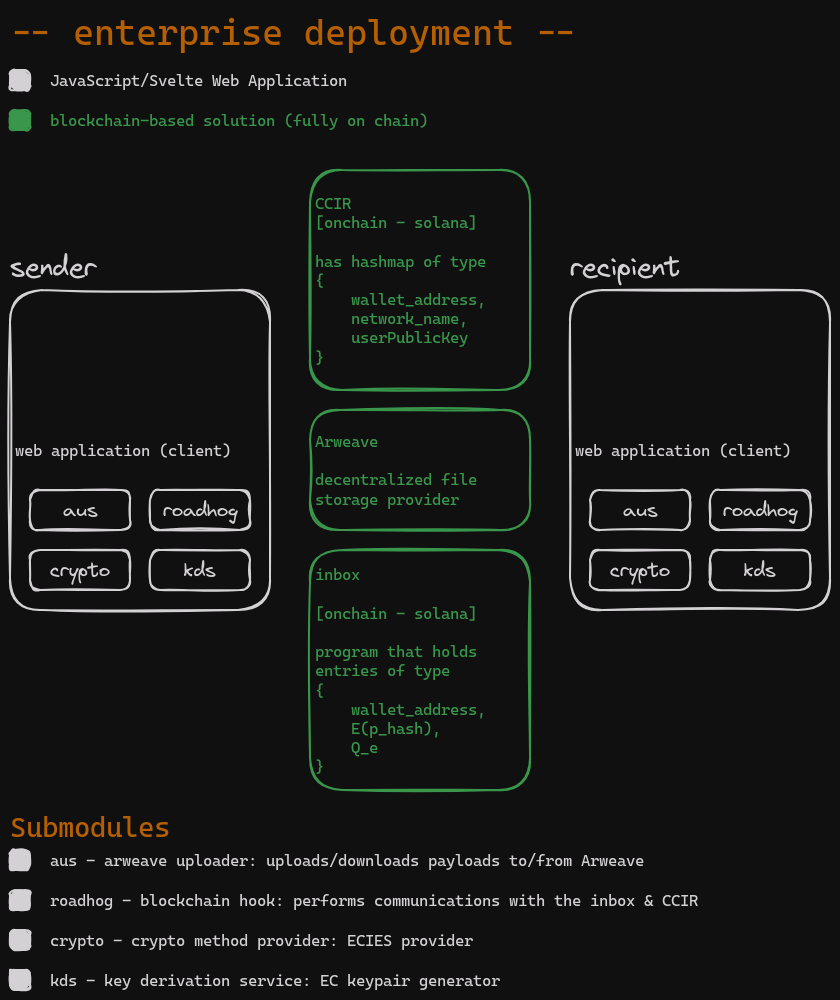 -- enterprise deployment --
JavaScript/Svelte Web Application
blockchain-based solution (fully on chain)
CCIR
[onchain - solana]
has hashmap of type
{
wallet_address,
network_name,
userPublicKey
}
sender
web application (client)
aus
roadhog
crypto
kds
Arweave
decentralized file
storage provider
inbox
[onchain - solana]
program that holds
entries of type
{
wallet_address,
E(p_hash),
Q_e
}
recipient
web application (client)
aus
roadhog
crypto
kds
Submodules
aus - arweave uploader: uploads/downloads payloads to/from Arweave
roadhog - blockchain hook: performs communications with the inbox & CCIR
crypto - crypto method provider: ECIES provider
kds - key derivation service: EC keypair generator